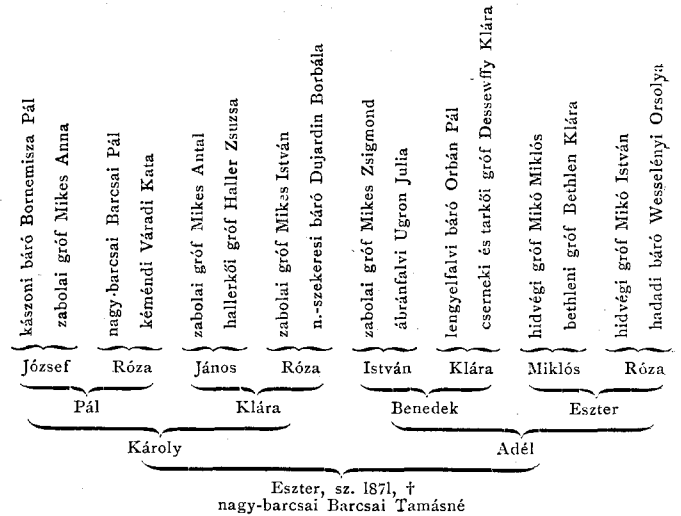 kászoni báró Bornemisza Pál
zabolai gróf Mikes Anna
nagy-barcsai Barcsai Pál
kéméndi Váradi Kata
zabolai gróf Mikes Antal
hallerkői gróf Haller Zsuzsa
zabolai gróf Mikes István
n.-szekeresi báró Dujardin Borbála
zabolai gróf Mikes Zsigmond
ábránfalvi Ugron Julia
lengyelfalvi báró Orbán Pál
cserneki és tarkői gróf Dessewffy Klára
hidvégi gróf Mikó Miklós
bethleni gróf Bethlen Klára
hidvégi gróf Mikó István
hadadi báró Wesselényi Orsolya
József Róza János Róza István Klára Miklós Róza
Pál Klára Benedek Eszter
Károly Adél
Eszter, sz. 1871, †
nagy-barcsai Barcsai Tamásné